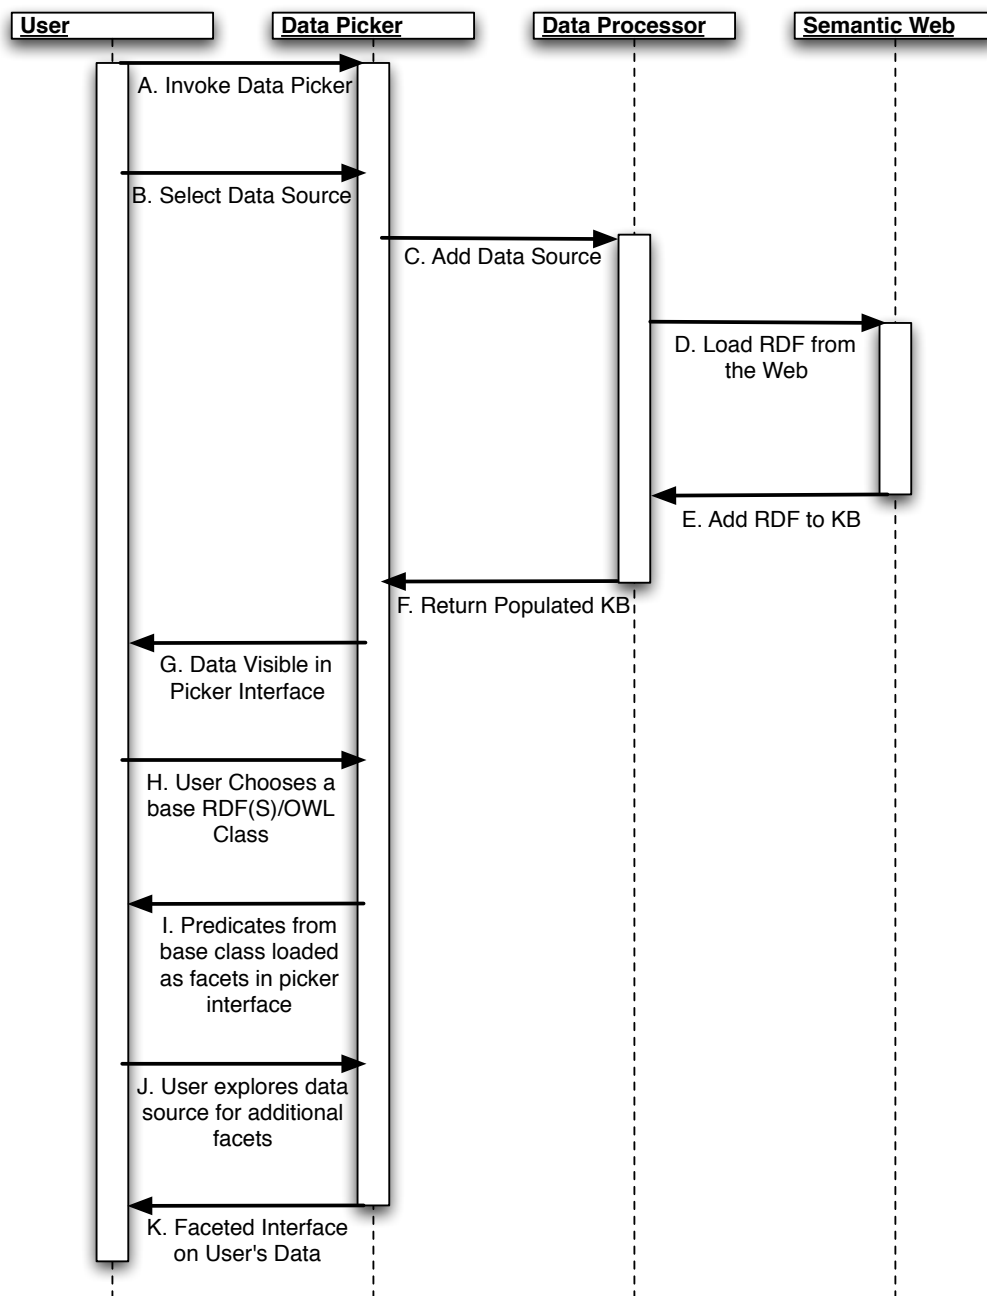 User
Data Picker
Data Processor
Semantic Web
A. Invoke Data Picker
B. Select Data Source
C. Add Data Source
D. Load RDF from
the Web
E. Add RDF to KB
F. Return Populated KB
G. Data Visible in
Picker Interface
H. User Chooses a
base RDF(S)/OWL
Class
I. Predicates from
base class loaded
as facets in picker
interface
J. User explores data
source for additional
facets
K. Faceted Interface
on User's Data